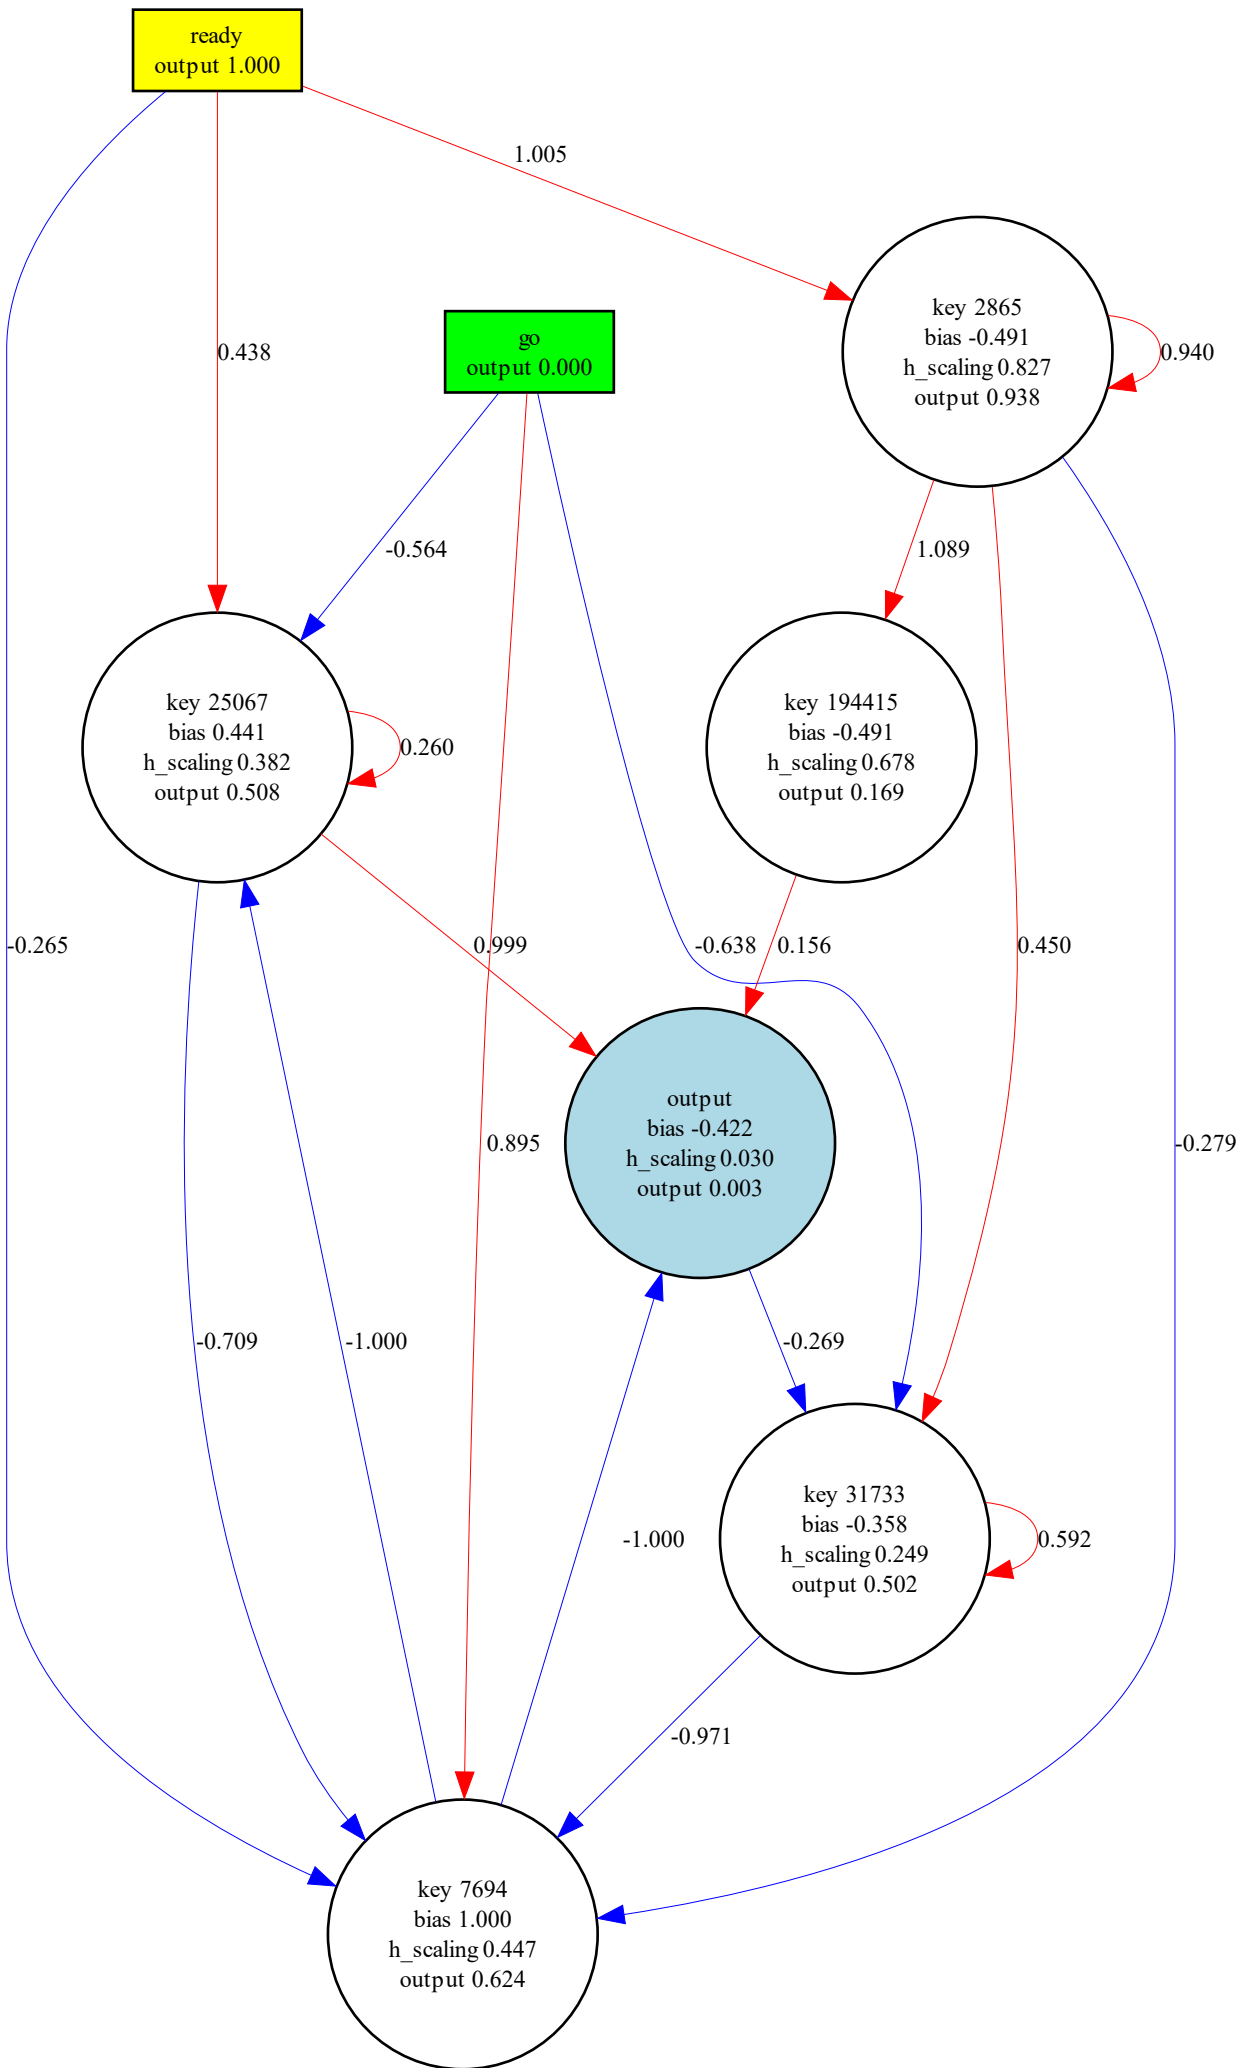 ready
output 1.000
1.005
key 2865
bias -0.491
h_scaling 0.827
output 0.938
0.940
go
output 0.000
0.438
-0.564
1.089
key 25067
bias 0.441
h_scaling 0.382
output 0.508
0.260
key 194415
bias -0.491
h_scaling 0.678
output 0.169
-0.265
0.999
-0.638
0.156
0.450
output
bias -0.422
h_scaling 0.030
output 0.003
0.895
-0.279
-0.709
-1.000
-0.269
key 31733
bias -0.358
h_scaling 0.249
output 0.502
0.592
-1.000
-0.971
key 7694
bias 1.000
h_scaling 0.447
output 0.624